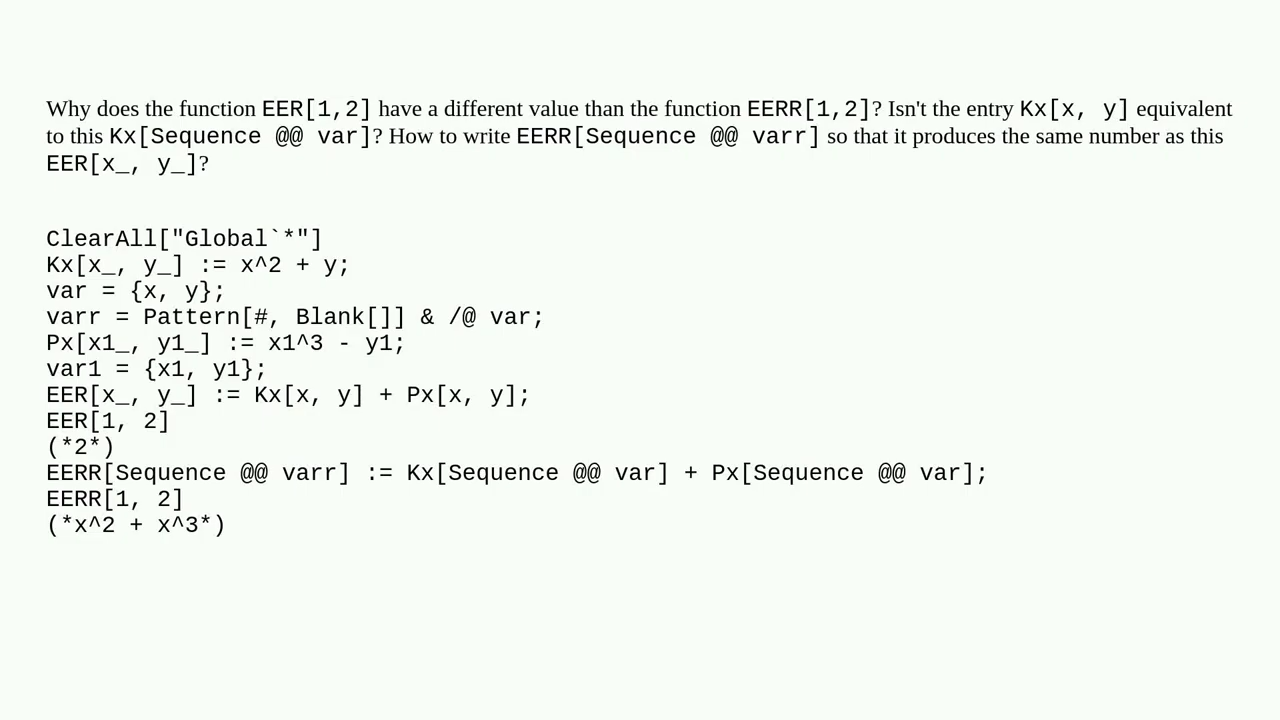 Why does the function EER[1,2] have a different value than the function EERR[1,2]? Isn't the entry Kx[x, y] equivalent
to this Kx[Sequence @@ var]? How to write EERR[Sequence @@ varr] so that it produces the same number as this
EER[x_, y_]?
ClearAll["Global`*"]
Kx[x_, y_] := x^2 + y;
var = {x, y};
varr = Pattern[#, Blank[]] & /@ var;
Px[x1_, y1_] := x1^3 - y1;
var1 = {x1, y1};
EER[x_, y_] := Kx[x, y] + Px[x, y];
EER[1, 2]
(*2*)
EERR[Sequence @@ varr] := Kx[Sequence @@ var] + Px[Sequence @@ var];
EERR[1, 2]
(*x^2 + x^3*)